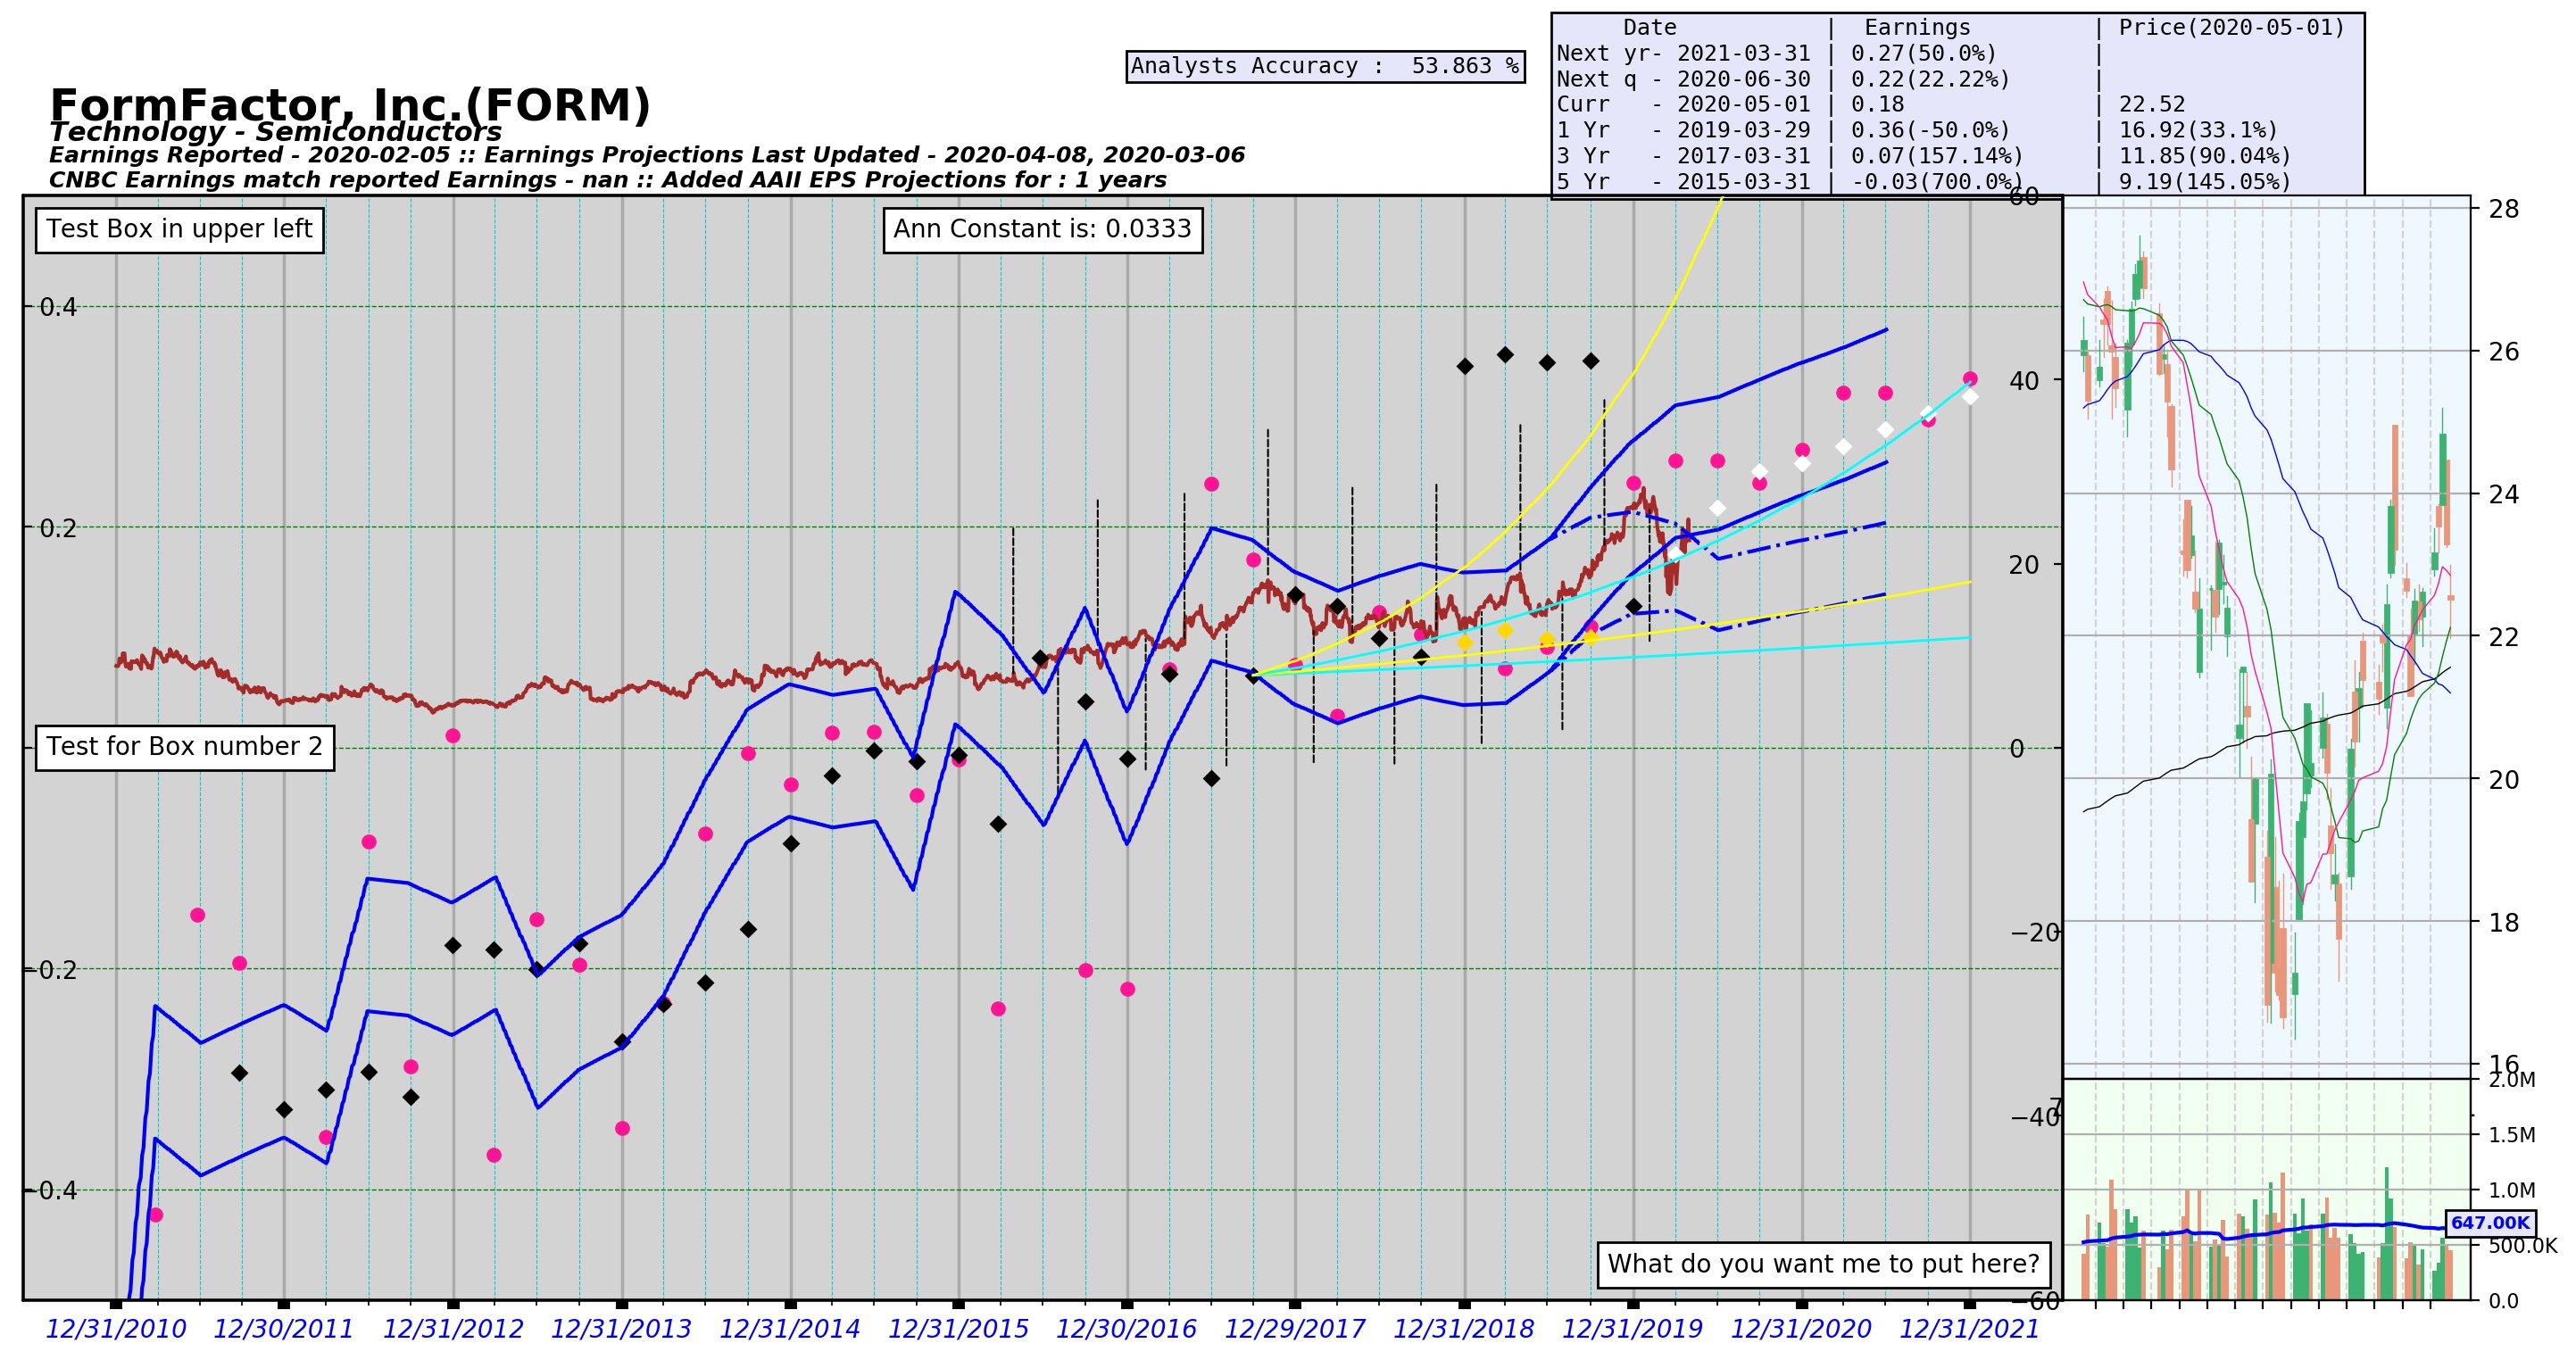 Date | Earnings | Price(2020-05-01)
Next yr- 2021-03-31 | 0.27(50.0%) |
Analysts Accuracy : 53.863 %
Next q - 2020-06-30 | 0.22(22.22%) |
Curr - 2020-05-01 | 0.18 | 22.52
1 Yr - 2019-03-29 | 0.36(-50.0%) | 16.92(33.1%)
3 Yr - 2017-03-31 | 0.07(157.14%) | 11.85(90.04%)
5 Yr - 2015-03-31 | -0.03(700.0%) | 9.19(145.05%)
FormFactor, Inc.(FORM)
Technology - Semiconductors
Earnings Reported - 2020-02-05 :: Earnings Projections Last Updated - 2020-04-08, 2020-03-06
CNBC Earnings match reported Earnings - nan :: Added AAII EPS Projections for : 1 years
Test Box in upper left
Ann Constant is: 0.0333
Test for Box number 2
What do you want me to put here?
0.4
0.2
−0.2
−0.4
60
40
20
0
−20
−40
−60
28
26
24
22
20
18
16
2.0M
1.5M
1.0M
647.00K
500.0K
0.0
12/31/2010 12/30/2011 12/31/2012 12/31/2013 12/31/2014 12/31/2015 12/30/2016 12/29/2017 12/31/2018 12/31/2019 12/31/2020 12/31/2021